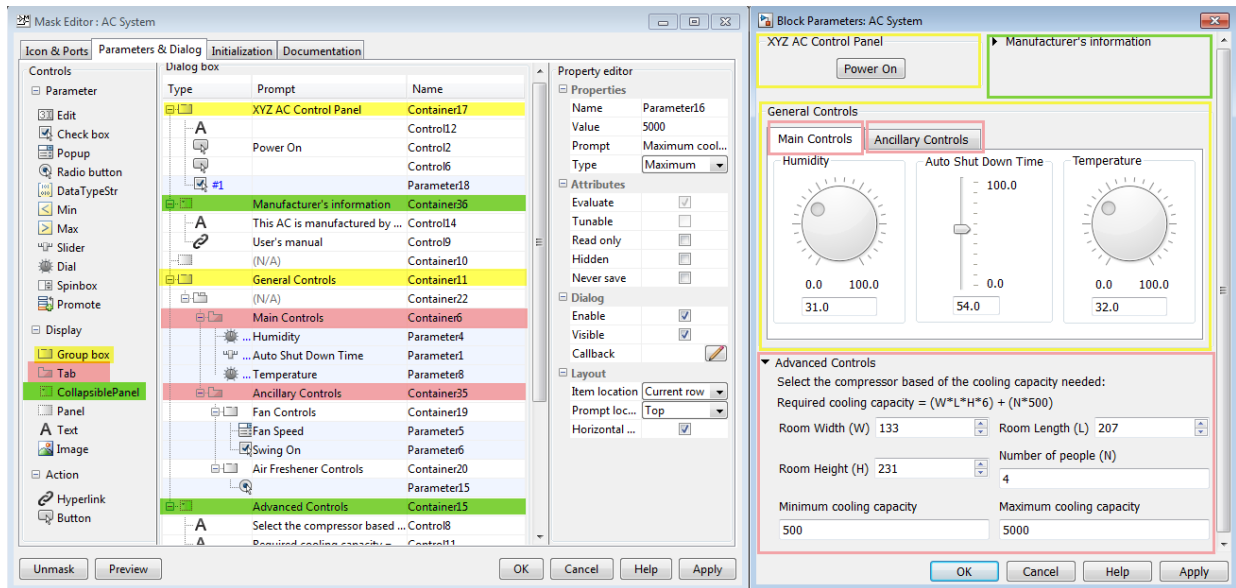 Mask Editor : AC System
Icon & Ports Parameters & Dialog Initialization Documentation
Controls
Parameter
Edit
Check box
Popup
Radio button
DataTypeStr
Min
Max
Slider
Dial
Spinbox
Promote
Display
Group box
Tab
CollapsiblePanel
Panel
A Text
Image
Action
Hyperlink
Button
Dialog box
Type Prompt Name
XYZ AC Control Panel Container17
A Control12
Power On Control2
Control6
#1 Parameter18
Manufacturer's information Container36
A This AC is manufactured by ... Control14
User's manual Control9
(N/A) Container10
General Controls Container11
(N/A) Container22
Main Controls Container6
... Humidity Parameter4
... Auto Shut Down Time Parameter1
... Temperature Parameter8
Ancillary Controls Container35
Fan Controls Container19
Fan Speed Parameter5
Swing On Parameter6
Air Freshener Controls Container20
Parameter15
Advanced Controls Container15
A Select the compressor based ... Control8
A Required cooling capacity = ... Control11
Property editor
Properties
Name Parameter16
Value 5000
Prompt Maximum cool...
Type Maximum
Attributes
Evaluate
Tunable
Read only
Hidden
Never save
Dialog
Enable
Visible
Callback
Layout
Item location Current row
Prompt loc... Top
Horizontal ...
Unmask Preview OK Cancel Help Apply
Block Parameters: AC System
XYZ AC Control Panel
Power On
Manufacturer's information
General Controls
Main Controls Ancillary Controls
Humidity Auto Shut Down Time Temperature
100.0
0.0 100.0 0.0 0.0 100.0
31.0 54.0 32.0
Advanced Controls
Select the compressor based of the cooling capacity needed:
Required cooling capacity = (W*L*H*6) + (N*500)
Room Width (W) 133 Room Length (L) 207
Room Height (H) 231
Number of people (N)
4
Minimum cooling capacity Maximum cooling capacity
500 5000
OK Cancel Help Apply